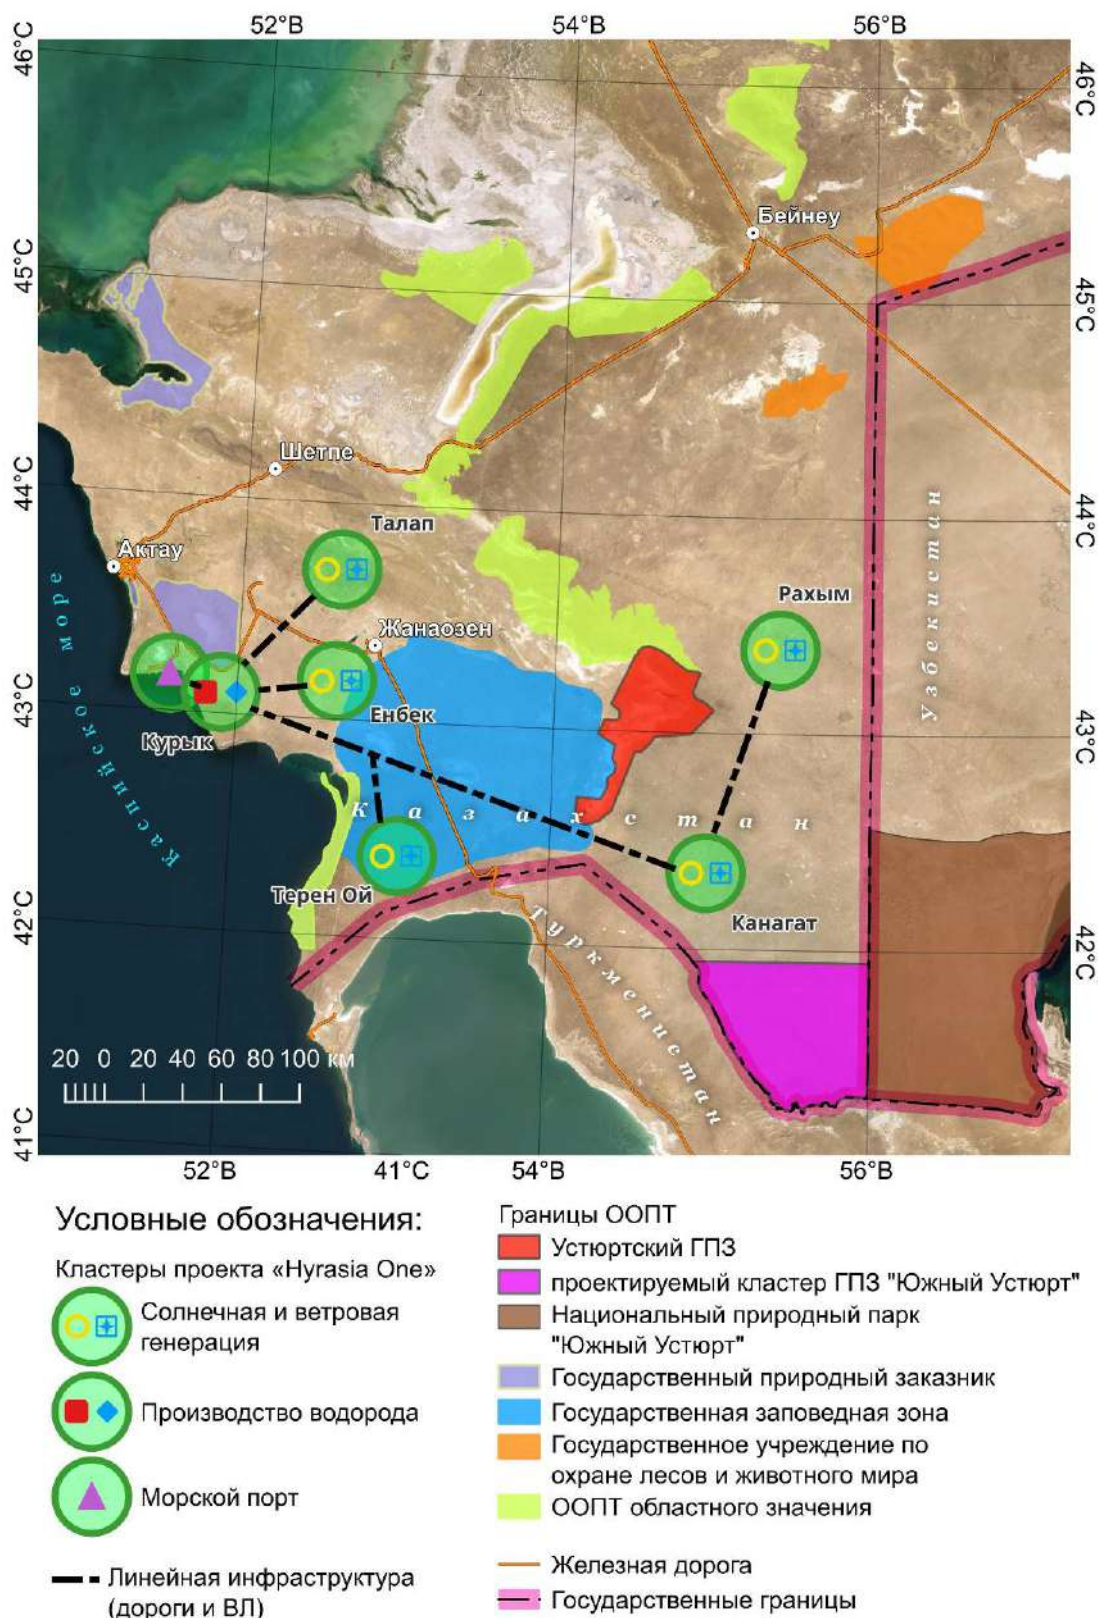 52°В 54°В 56°В
46°С
46°С
Бейнеу
45°С
45°С
Шетпе
44°С
44°С
Талап
Актау
Узбекистан
Рахым
Жанаозен
Каспийское море
43°С
43°С
Енбек
Курык
Казахстан
Терен Ой
Канагат
42°С
42°С
Туркменистан
20 0 20 40 60 80 100 км
41°С
52°В 41°С 54°В 56°В
Условные обозначения:
Кластеры проекта «Hyrasia One»
Солнечная и ветровая
генерация
Производство водорода
Морской порт
Линейная инфраструктура
(дороги и ВЛ)
Границы ООПТ
Устюртский ГПЗ
проектируемый кластер ГПЗ "Южный Устюрт"
Национальный природный парк
"Южный Устюрт"
Государственный природный заказник
Государственная заповедная зона
Государственное учреждение по
охране лесов и животного мира
ООПТ областного значения
Железная дорога
Государственные границы